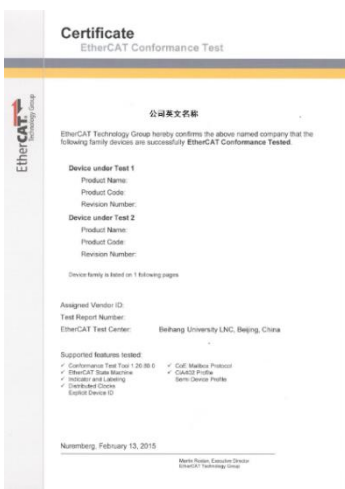 Certificate
EtherCAT Conformance Test
EtherCAT
Technology Group
公司英文名称
EtherCAT Technology Group hereby confirms the above named company that the
following family devices are successfully EtherCAT Conformance Tested.
Device under Test 1
Product Name:
Product Code:
Revision Number:
Device under Test 2
Product Name:
Product Code:
Revision Number:
Device family is listed on 1 following pages
Assigned Vendor ID:
Test Report Number:
EtherCAT Test Center: Beihang University LNC, Beijing, China
Supported features tested:
✓ Conformance Test Tool 1.20.88.0 ✓ CoE Mailbox Protocol
✓ EtherCAT State Machine ✓ CiA402 Profile
✓ Indicator and Labeling Semi Device Profile
✓ Distributed Clocks
Explicit Device ID
Nuremberg, February 13, 2015
Martin Rostan, Executive Director
EtherCAT Technology Group